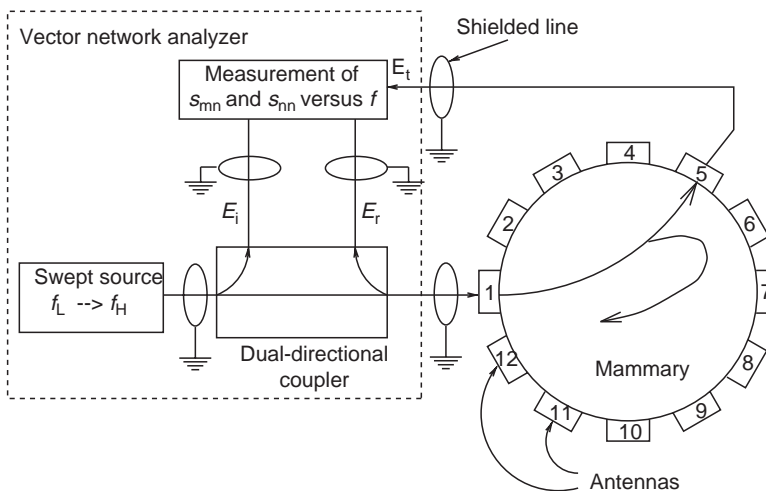 Vector network analyzer
Shielded line
Measurement of
s_mn and s_nn versus f
E_t
E_i
E_r
Swept source
f_L --> f_H
Dual-directional
coupler
1
2
3
4
5
6
7
8
9
10
11
12
Mammary
Antennas